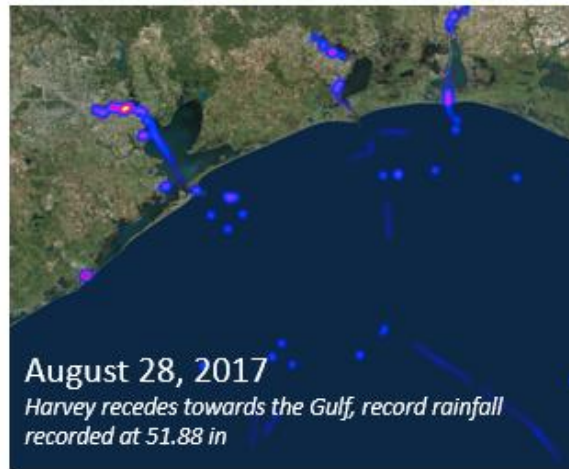 August 28, 2017
Harvey recedes towards the Gulf, record rainfall
recorded at 51.88 in